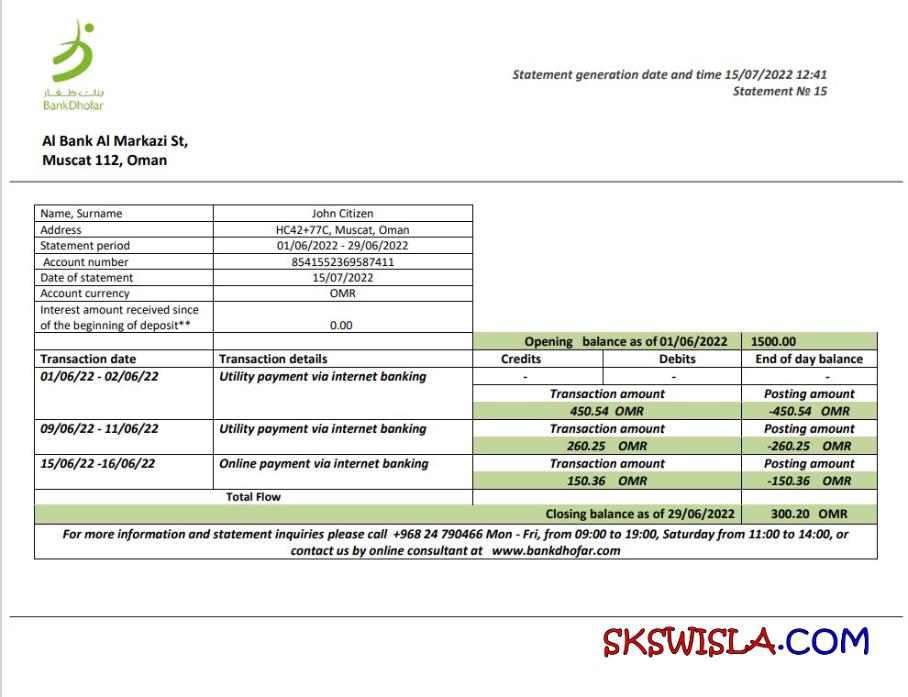 بنك ظفار
BankDhofar
Statement generation date and time 15/07/2022 12:41
Statement № 15
Al Bank Al Markazi St,
Muscat 112, Oman
Name, Surname John Citizen
Address HC42+77C, Muscat, Oman
Statement period 01/06/2022 - 29/06/2022
Account number 8541552369587411
Date of statement 15/07/2022
Account currency OMR
Interest amount received since
of the beginning of deposit** 0.00
Opening balance as of 01/06/2022 1500.00
Transaction date Transaction details Credits Debits End of day balance
01/06/22 - 02/06/22 Utility payment via internet banking - - -
Transaction amount Posting amount
450.54 OMR -450.54 OMR
09/06/22 - 11/06/22 Utility payment via internet banking Transaction amount Posting amount
260.25 OMR -260.25 OMR
15/06/22 -16/06/22 Online payment via internet banking Transaction amount Posting amount
150.36 OMR -150.36 OMR
Total Flow
Closing balance as of 29/06/2022 300.20 OMR
For more information and statement inquiries please call +968 24 790466 Mon - Fri, from 09:00 to 19:00, Saturday from 11:00 to 14:00, or
contact us by online consultant at www.bankdhofar.com
SKSWISLA.COM